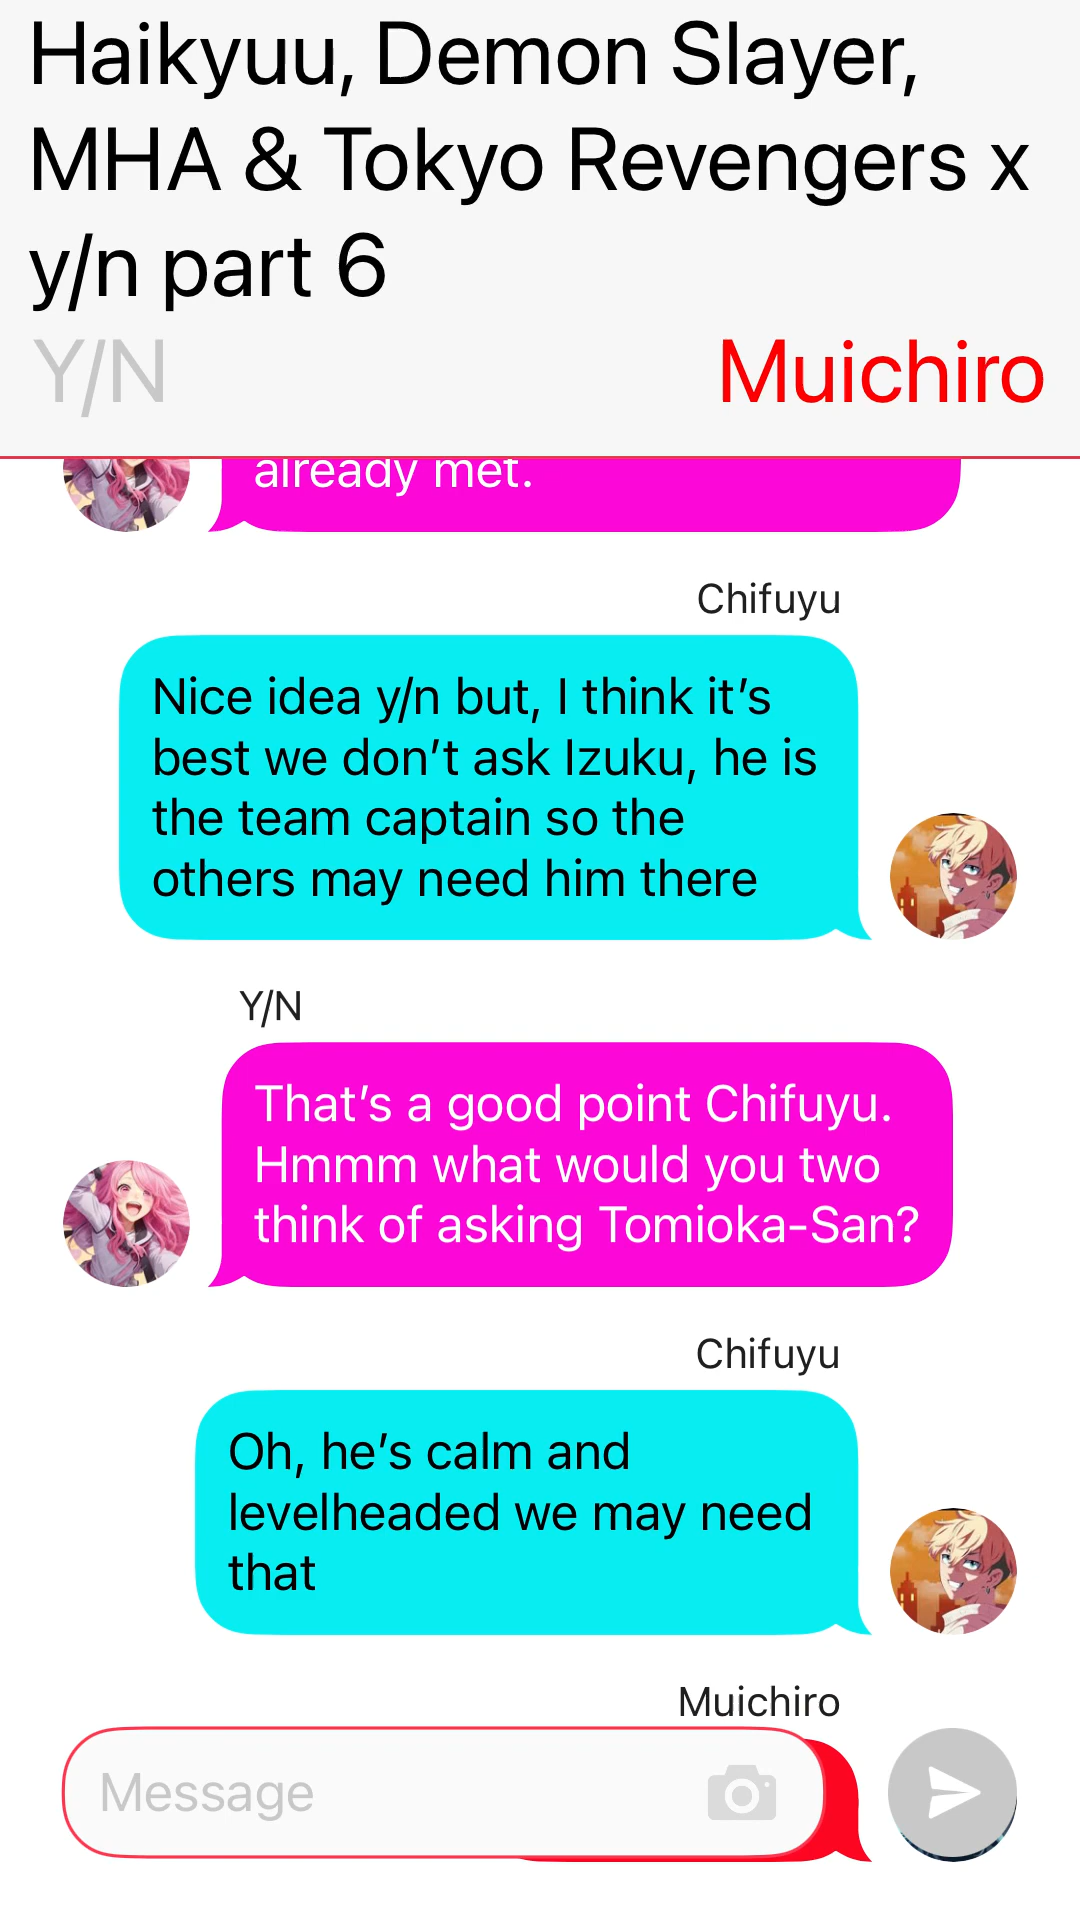 Haikyuu, Demon Slayer,
MHA & Tokyo Revengers x
y/n part 6
Y/N
Muichiro
already met.
Chifuyu
Nice idea y/n but, I think it’s
best we don’t ask Izuku, he is
the team captain so the
others may need him there
Y/N
That’s a good point Chifuyu.
Hmmm what would you two
think of asking Tomioka-San?
Chifuyu
Oh, he’s calm and
levelheaded we may need
that
Muichiro
Message